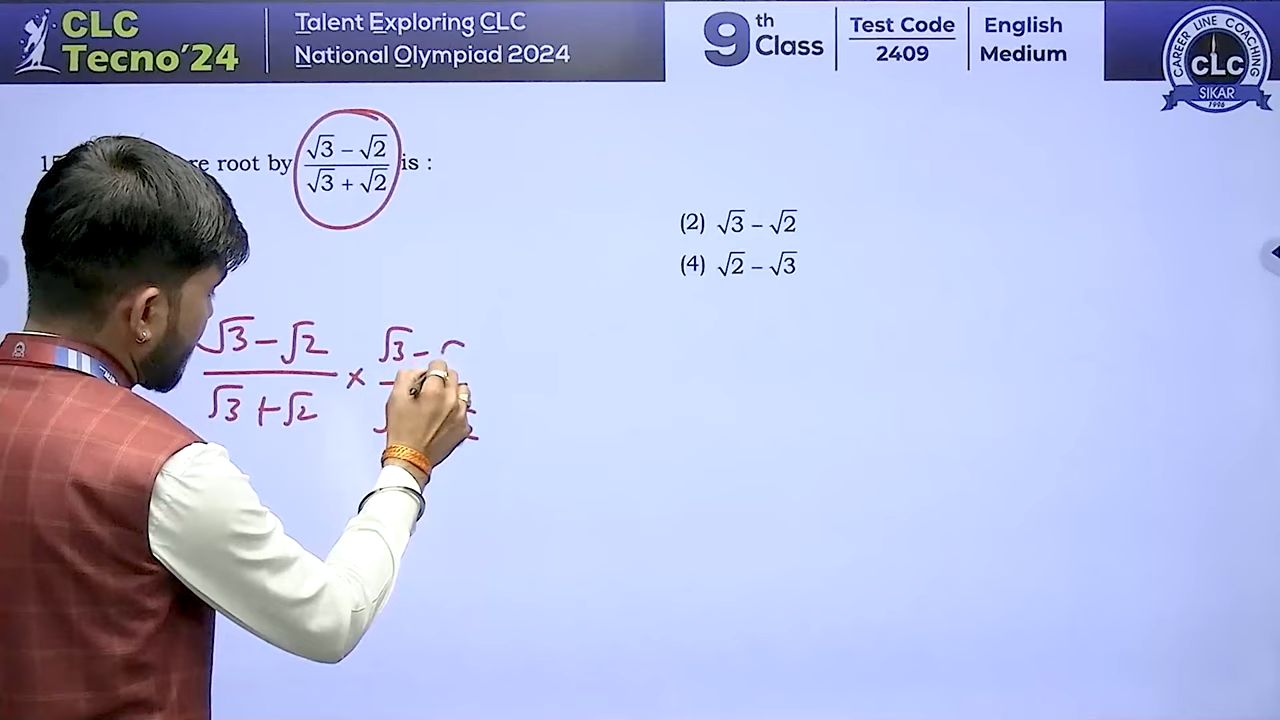 CLC
Tecno'24
Talent Exploring CLC
National Olympiad 2024
9th Class
Test Code
2409
English
Medium
CAREER LINE COACHING
CLC
SIKAR
1996
root by (√3 − √2)/(√3 + √2) is :
(2) √3 − √2
(4) √2 − √3
(√3 − √2)/(√3 + √2) × √3 −